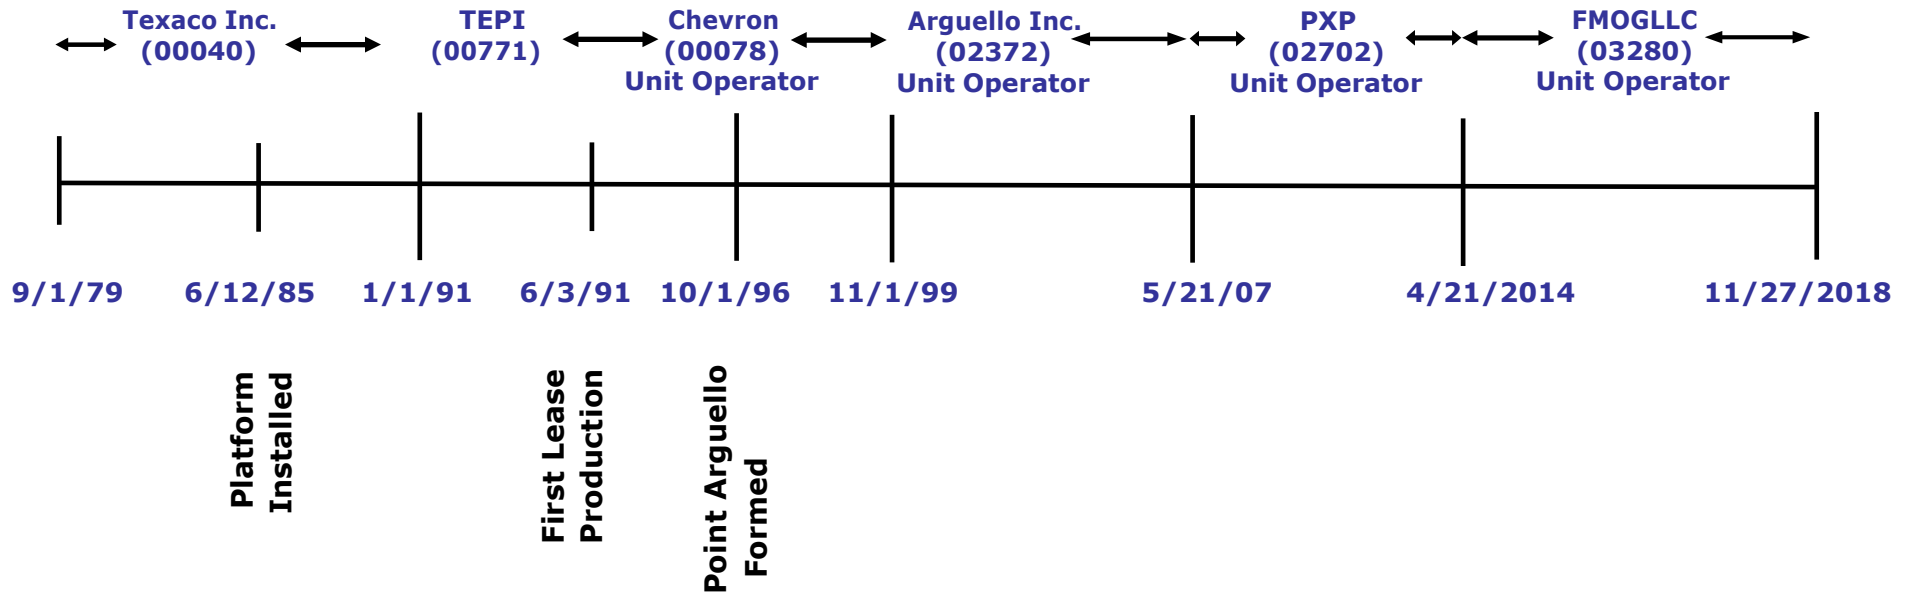 Texaco Inc.
(00040)
TEPI
(00771)
Chevron
(00078)
Unit Operator
Arguello Inc.
(02372)
Unit Operator
PXP
(02702)
Unit Operator
FMOGLLC
(03280)
Unit Operator
9/1/79
6/12/85
1/1/91
6/3/91
10/1/96
11/1/99
5/21/07
4/21/2014
11/27/2018
Platform
Installed
First Lease
Production
Point Arguello
Formed